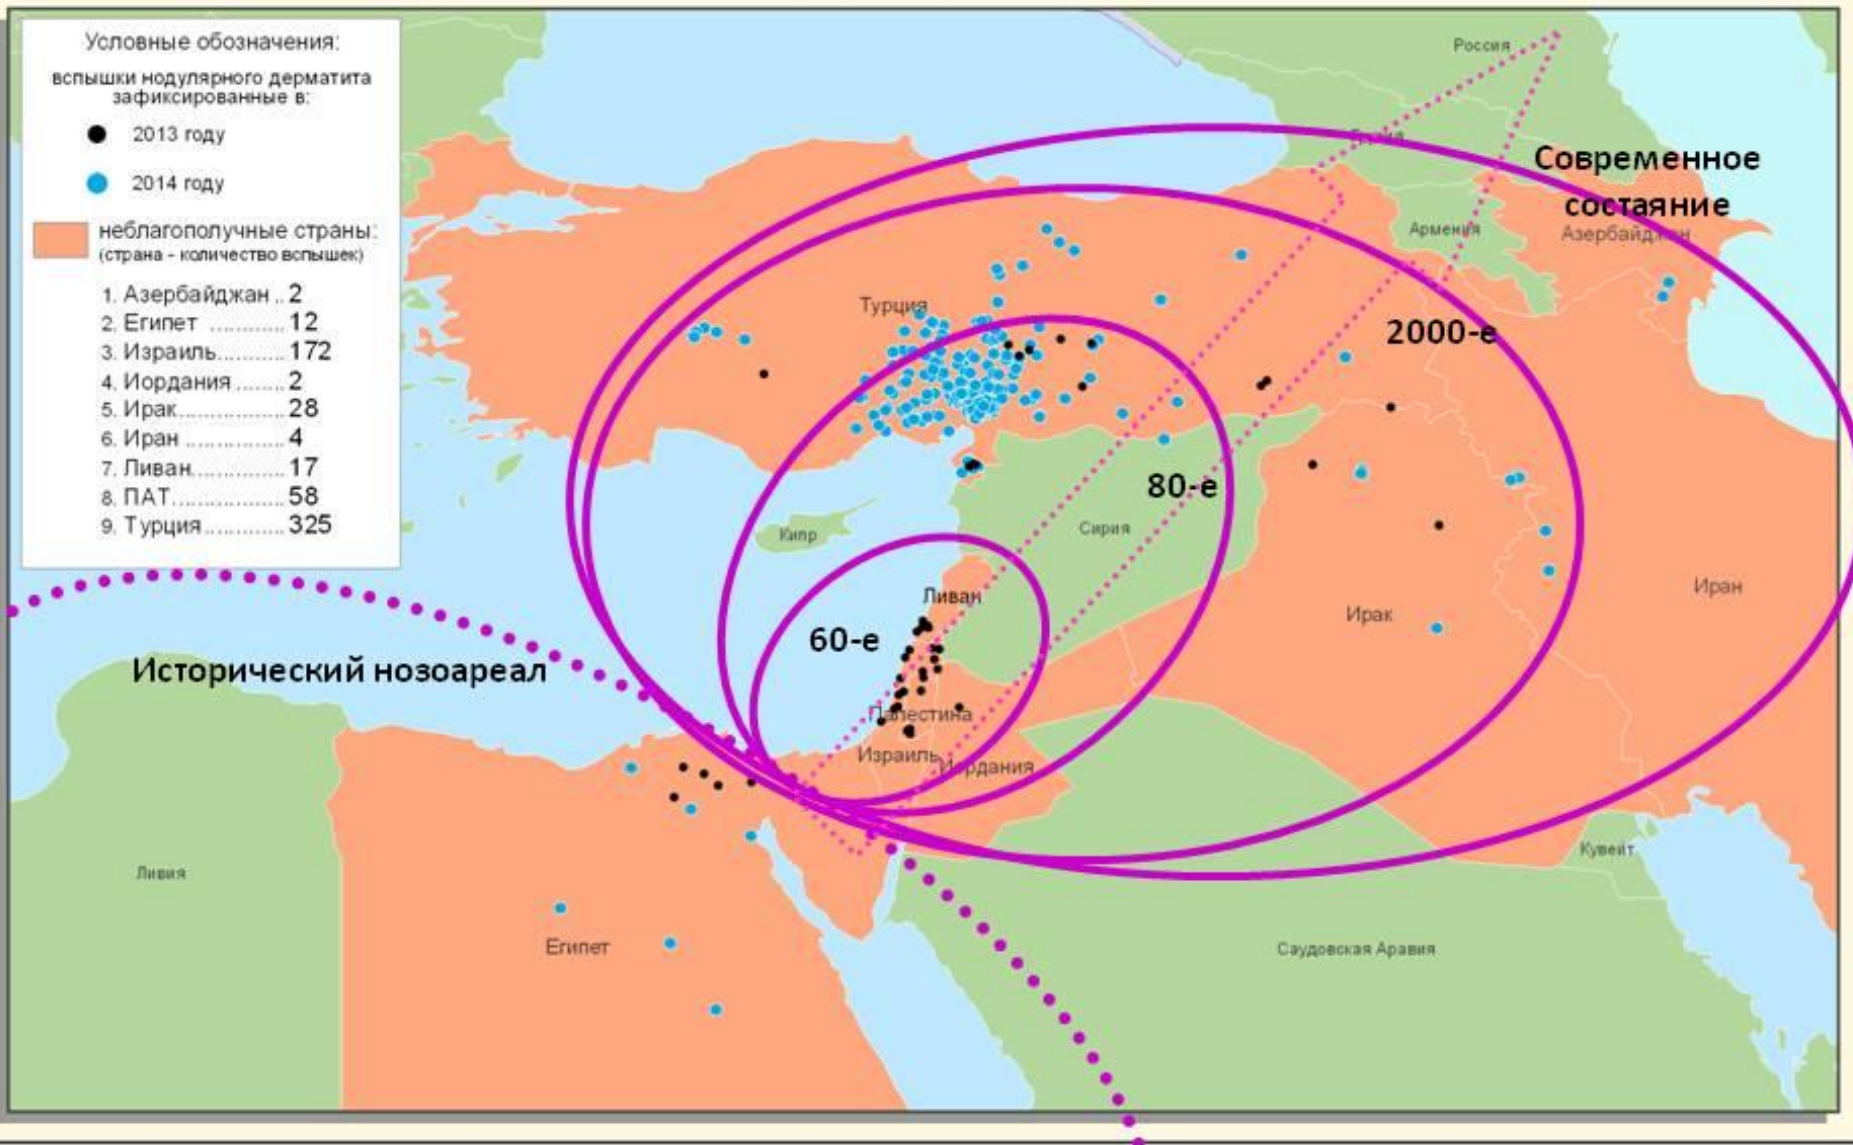 Условные обозначения:
вспышки нодулярного дерматита
зафиксированные в:
2013 году
2014 году
неблагополучные страны:
(страна - количество вспышек)
1. Азербайджан .. 2
2. Египет ............ 12
3. Израиль........... 172
4. Иордания ........ 2
5. Ирак................ 28
6. Иран ................ 4
7. Ливан............... 17
8. ПАТ.................. 58
9. Турция ............. 325
Россия
Грузия
Современное
состаяние
Армения
Азербайджан
Турция
2000-е
80-е
Кипр
Сирия
Ливан
Иран
Ирак
60-е
Исторический нозоареал
Палестина
Израиль
Иордания
Кувейт
Ливия
Египет
Саудовская Аравия